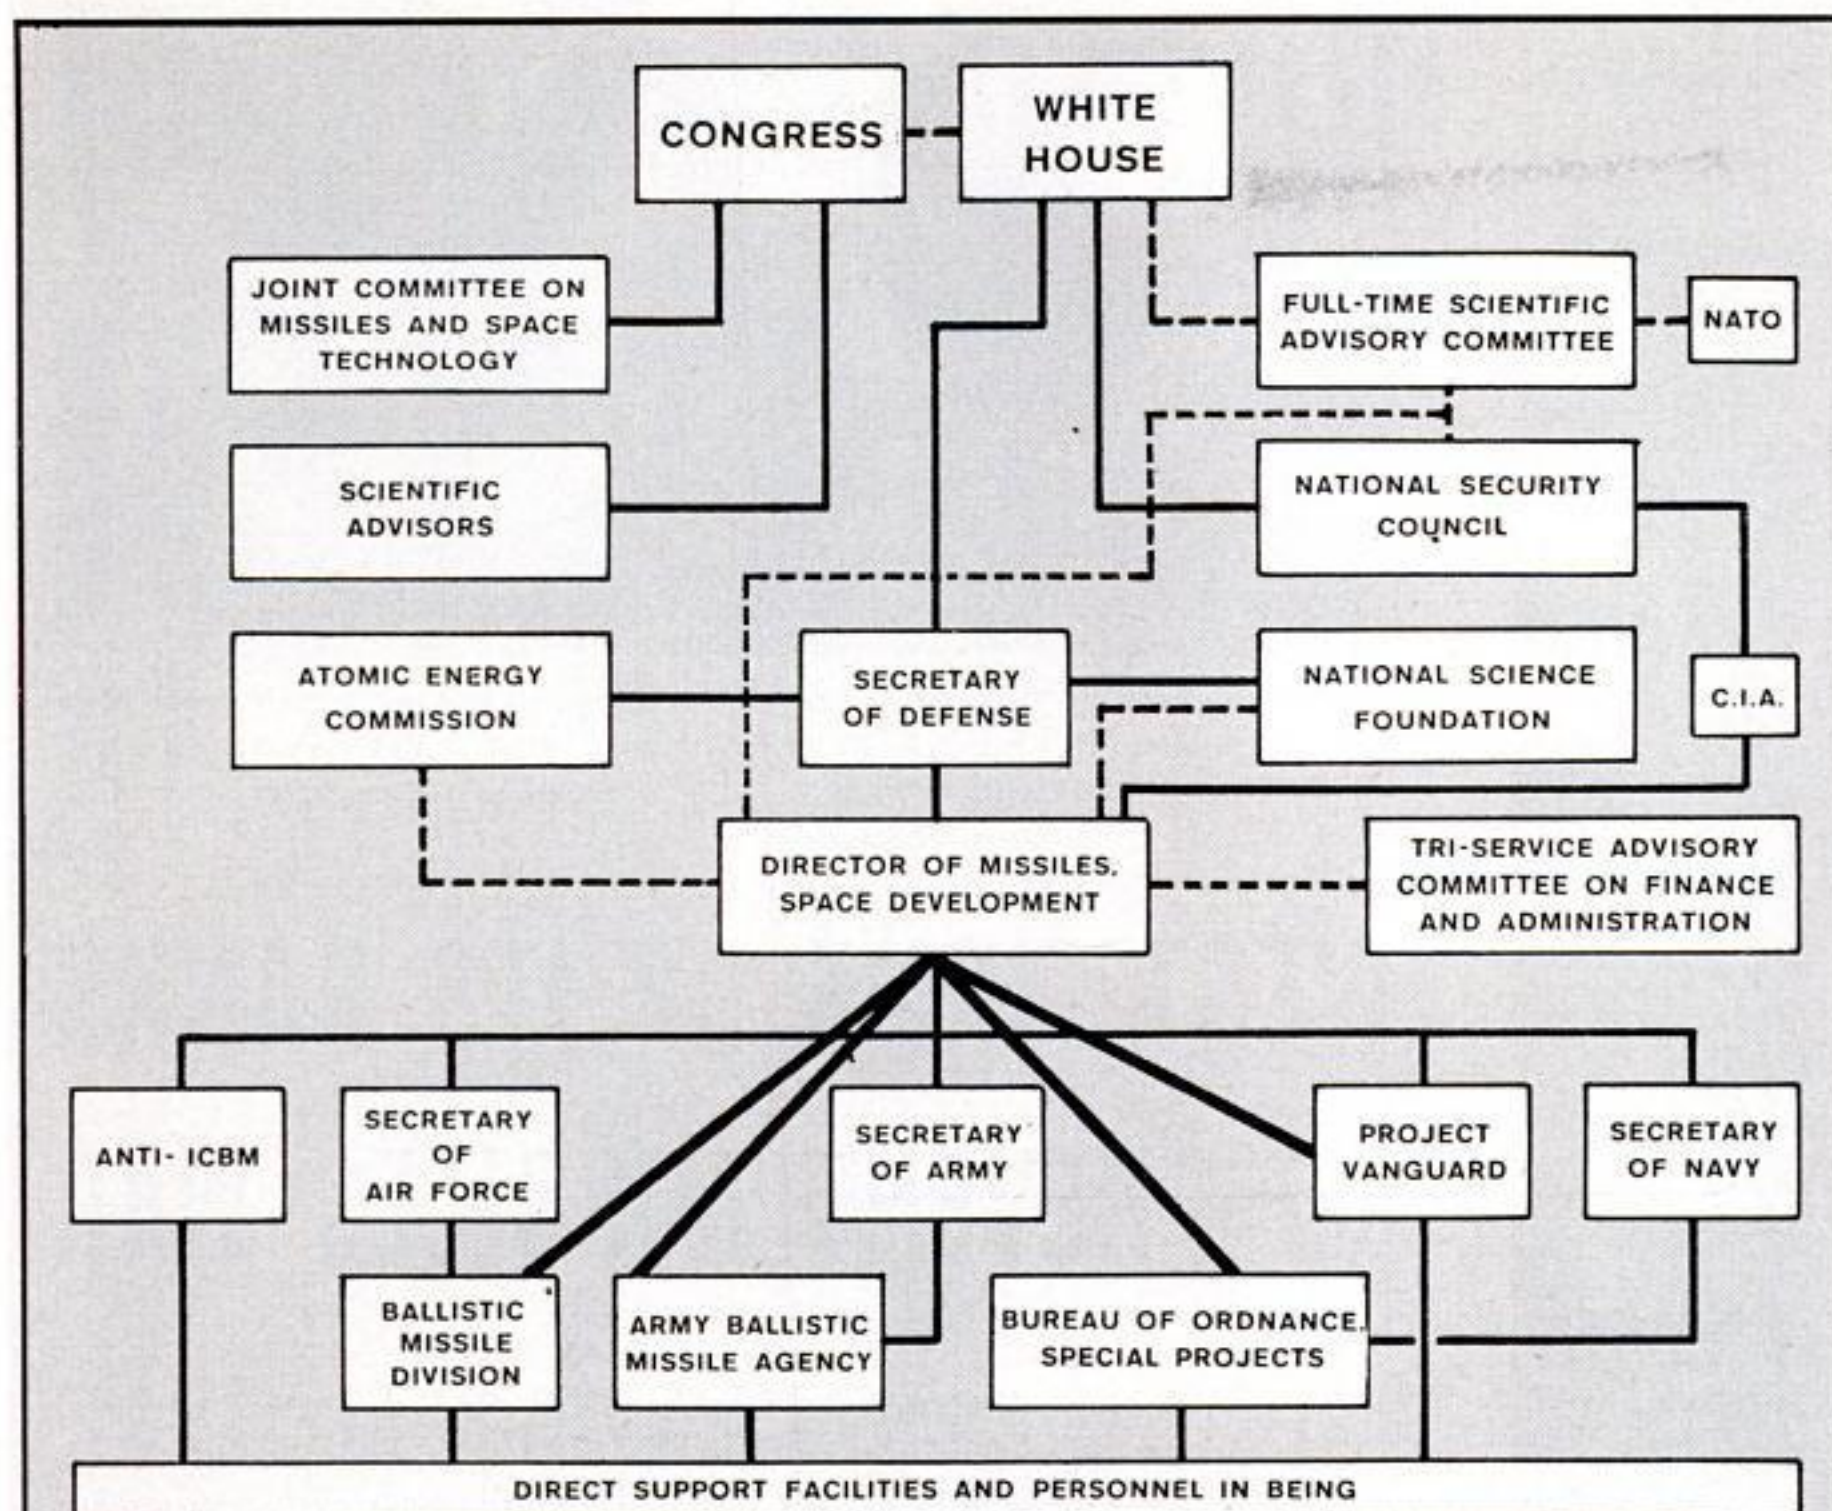 CONGRESS
WHITE
HOUSE
JOINT COMMITTEE ON
MISSILES AND SPACE
TECHNOLOGY
FULL-TIME SCIENTIFIC
ADVISORY COMMITTEE
NATO
SCIENTIFIC
ADVISORS
NATIONAL SECURITY
COUNCIL
ATOMIC ENERGY
COMMISSION
SECRETARY
OF DEFENSE
NATIONAL SCIENCE
FOUNDATION
C.I.A.
DIRECTOR OF MISSILES,
SPACE DEVELOPMENT
TRI-SERVICE ADVISORY
COMMITTEE ON FINANCE
AND ADMINISTRATION
ANTI- ICBM
SECRETARY
OF
AIR FORCE
SECRETARY
OF ARMY
PROJECT
VANGUARD
SECRETARY
OF NAVY
BALLISTIC
MISSILE
DIVISION
ARMY BALLISTIC
MISSILE AGENCY
BUREAU OF ORDNANCE,
SPECIAL PROJECTS
DIRECT SUPPORT FACILITIES AND PERSONNEL IN BEING